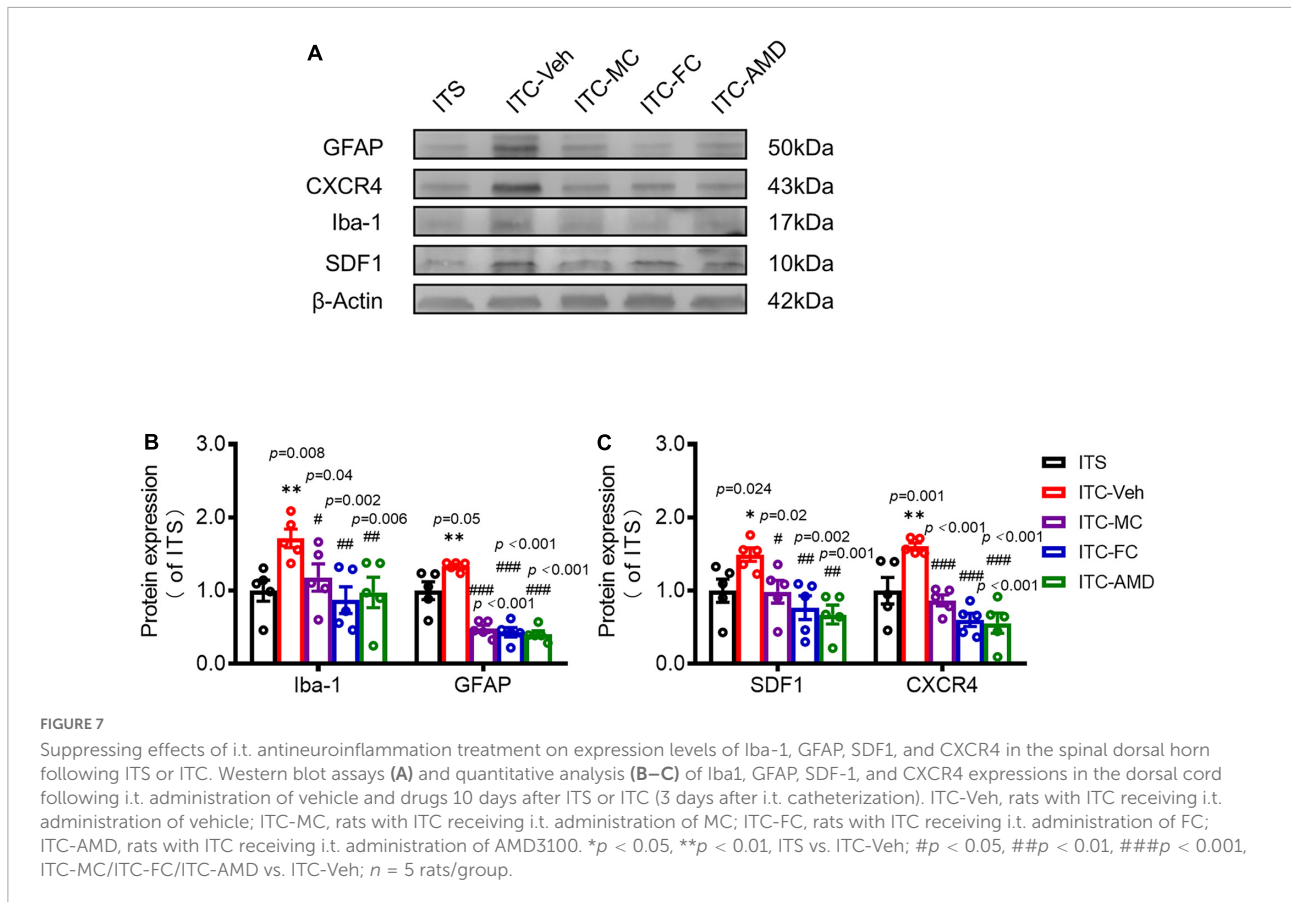 A
ITS ITC-Veh ITC-MC ITC-FC ITC-AMD
GFAP 50kDa
CXCR4 43kDa
Iba-1 17kDa
SDF1 10kDa
β-Actin 42kDa
B
Protein expression
( of ITS)
3.0
2.0
1.0
0.0
p=0.008
**
p=0.04
#
p=0.002
##
p=0.006
##
p=0.05
**
###
p <0.001
p <0.001
###
p <0.001
###
Iba-1 GFAP
C
Protein expression
( of ITS)
3.0
2.0
1.0
0.0
p=0.024
*
p=0.02
#
p=0.002
##
p=0.001
##
p=0.001
**
p <0.001
###
###
p <0.001
p <0.001
###
SDF1 CXCR4
ITS
ITC-Veh
ITC-MC
ITC-FC
ITC-AMD
FIGURE 7
Suppressing effects of i.t. antineuroinflammation treatment on expression levels of Iba-1, GFAP, SDF1, and CXCR4 in the spinal dorsal horn
following ITS or ITC. Western blot assays (A) and quantitative analysis (B–C) of Iba1, GFAP, SDF-1, and CXCR4 expressions in the dorsal cord
following i.t. administration of vehicle and drugs 10 days after ITS or ITC (3 days after i.t. catheterization). ITC-Veh, rats with ITC receiving i.t.
administration of vehicle; ITC-MC, rats with ITC receiving i.t. administration of MC; ITC-FC, rats with ITC receiving i.t. administration of FC;
ITC-AMD, rats with ITC receiving i.t. administration of AMD3100. *p < 0.05, **p < 0.01, ITS vs. ITC-Veh; #p < 0.05, ##p < 0.01, ###p < 0.001,
ITC-MC/ITC-FC/ITC-AMD vs. ITC-Veh; n = 5 rats/group.